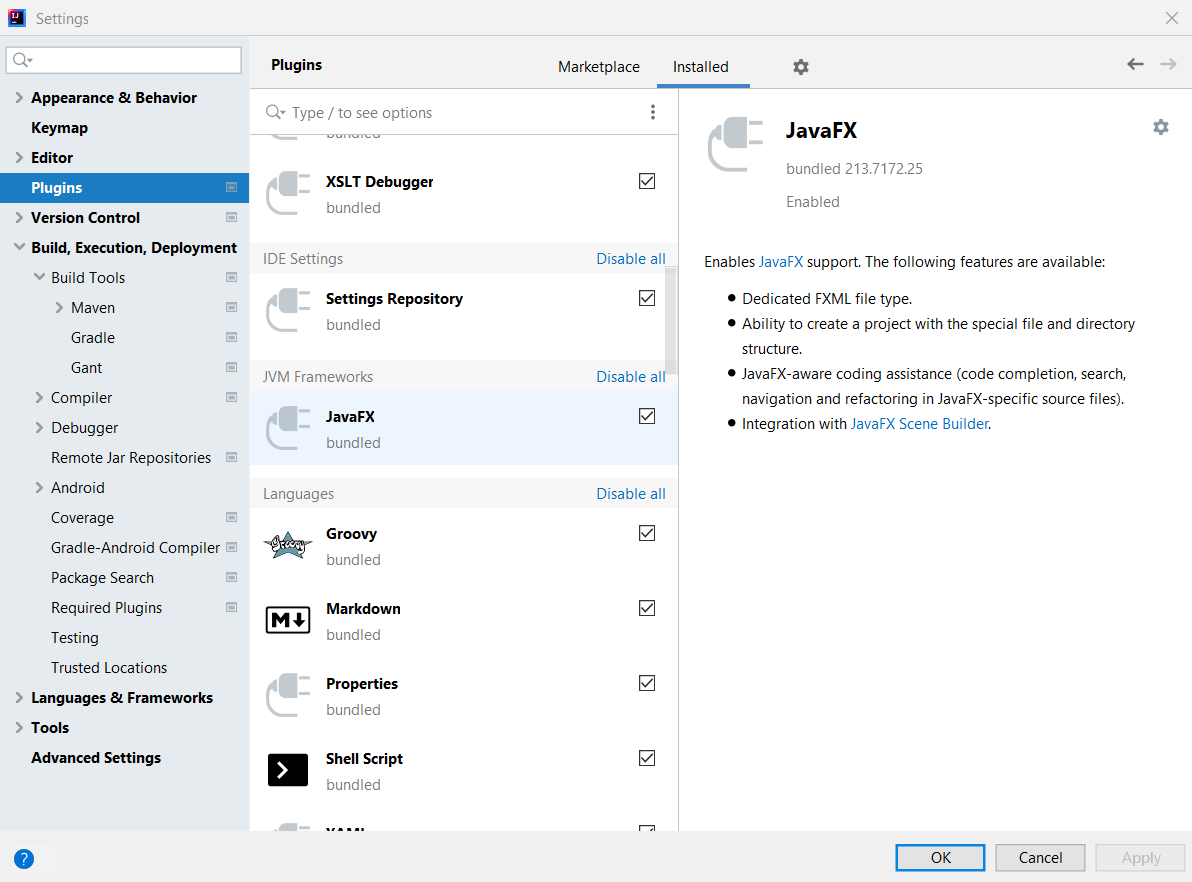 Settings
Plugins
Marketplace
Installed
Appearance & Behavior
Keymap
Editor
Plugins
Version Control
Build, Execution, Deployment
Build Tools
Maven
Gradle
Gant
Compiler
Debugger
Remote Jar Repositories
Android
Coverage
Gradle-Android Compiler
Package Search
Required Plugins
Testing
Trusted Locations
Languages & Frameworks
Tools
Advanced Settings
Type / to see options
bundled
XSLT Debugger
bundled
IDE Settings Disable all
Settings Repository
bundled
JVM Frameworks Disable all
JavaFX
bundled
Languages Disable all
Groovy
bundled
Markdown
bundled
Properties
bundled
Shell Script
bundled
YAML
JavaFX
bundled 213.7172.25
Enabled
Enables JavaFX support. The following features are available:
Dedicated FXML file type.
Ability to create a project with the special file and directory
structure.
JavaFX-aware coding assistance (code completion, search,
navigation and refactoring in JavaFX-specific source files).
Integration with JavaFX Scene Builder.
?
OK
Cancel
Apply